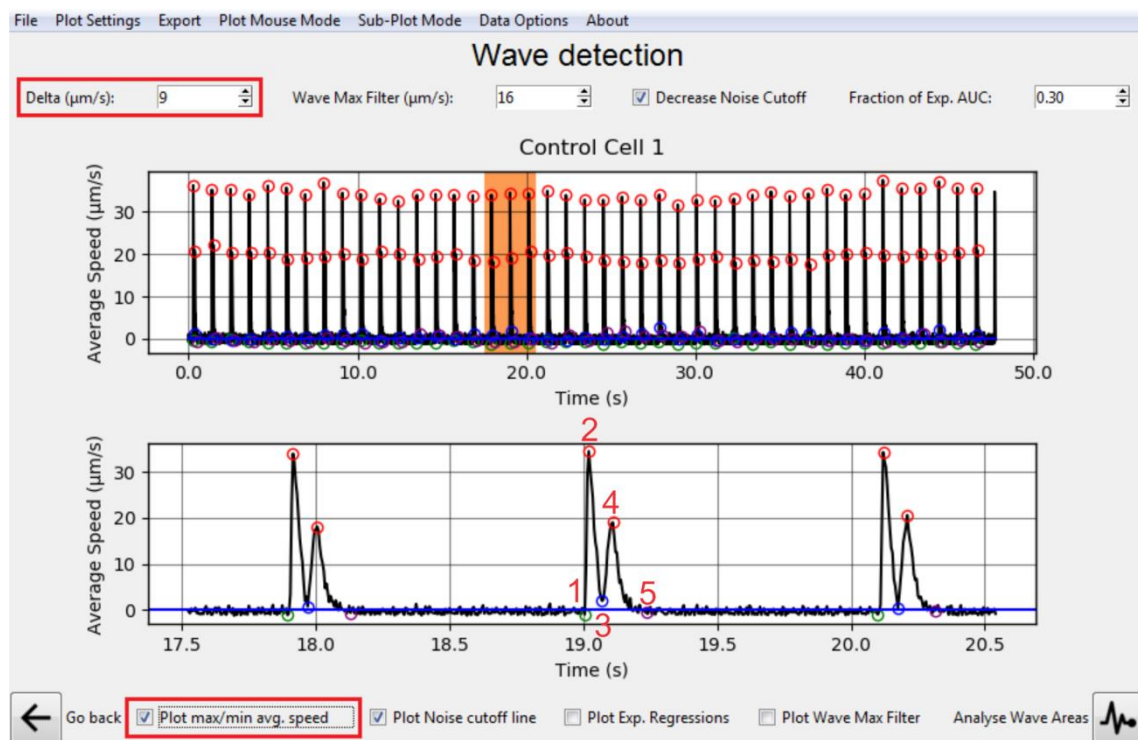 File Plot Settings Export Plot Mouse Mode Sub-Plot Mode Data Options About
Wave detection
Delta (µm/s): 9 Wave Max Filter (µm/s): 16 Decrease Noise Cutoff Fraction of Exp. AUC: 0.30
Control Cell 1
Average Speed (µm/s)
30
20
10
0
0.0 10.0 20.0 30.0 40.0 50.0
Time (s)
2
4
1
3
5
Average Speed (µm/s)
30
20
10
0
17.5 18.0 18.5 19.0 19.5 20.0 20.5
Time (s)
Go back Plot max/min avg. speed Plot Noise cutoff line Plot Exp. Regressions Plot Wave Max Filter Analyse Wave Areas